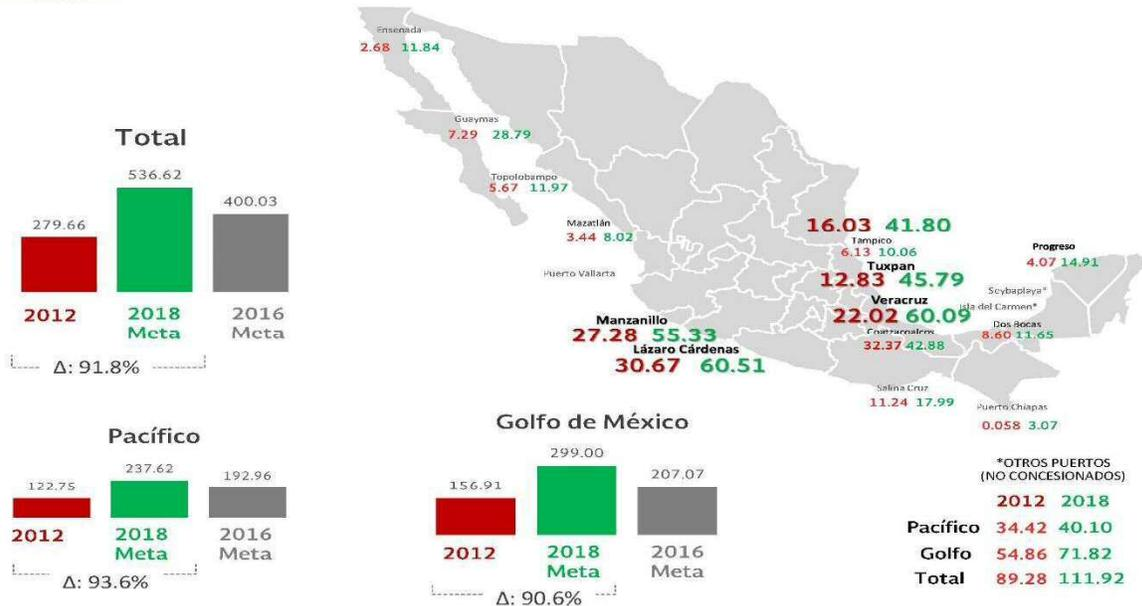 Total
279.66
536.62
400.03
2012
2018
Meta
2016
Meta
Δ: 91.8%
Pacífico
122.75
237.62
192.96
2012
2018
Meta
2016
Meta
Δ: 93.6%
Golfo de México
156.91
299.00
207.07
2012
2018
Meta
2016
Meta
Δ: 90.6%
Ensenada
2.68 11.84
Guaymas
7.29 28.79
Topolobampo
5.67 11.97
Mazatlán
3.44 8.02
Puerto Vallarta
Manzanillo
27.28 55.33
Lázaro Cárdenas
30.67 60.51
16.03 41.80
Tampico
6.13 10.06
Tuxpan
12.83 45.79
Veracruz
22.02 60.09
Coatzacoalcos
32.37 42.88
Salina Cruz
11.24 17.99
Puerto Chiapas
0.058 3.07
Progreso
4.07 14.91
Seybaplaya*
Isla del Carmen*
Dos Bocas
8.60 11.65
*OTROS PUERTOS
(NO CONCESIONADOS)
2012 2018
Pacífico 34.42 40.10
Golfo 54.86 71.82
Total 89.28 111.92